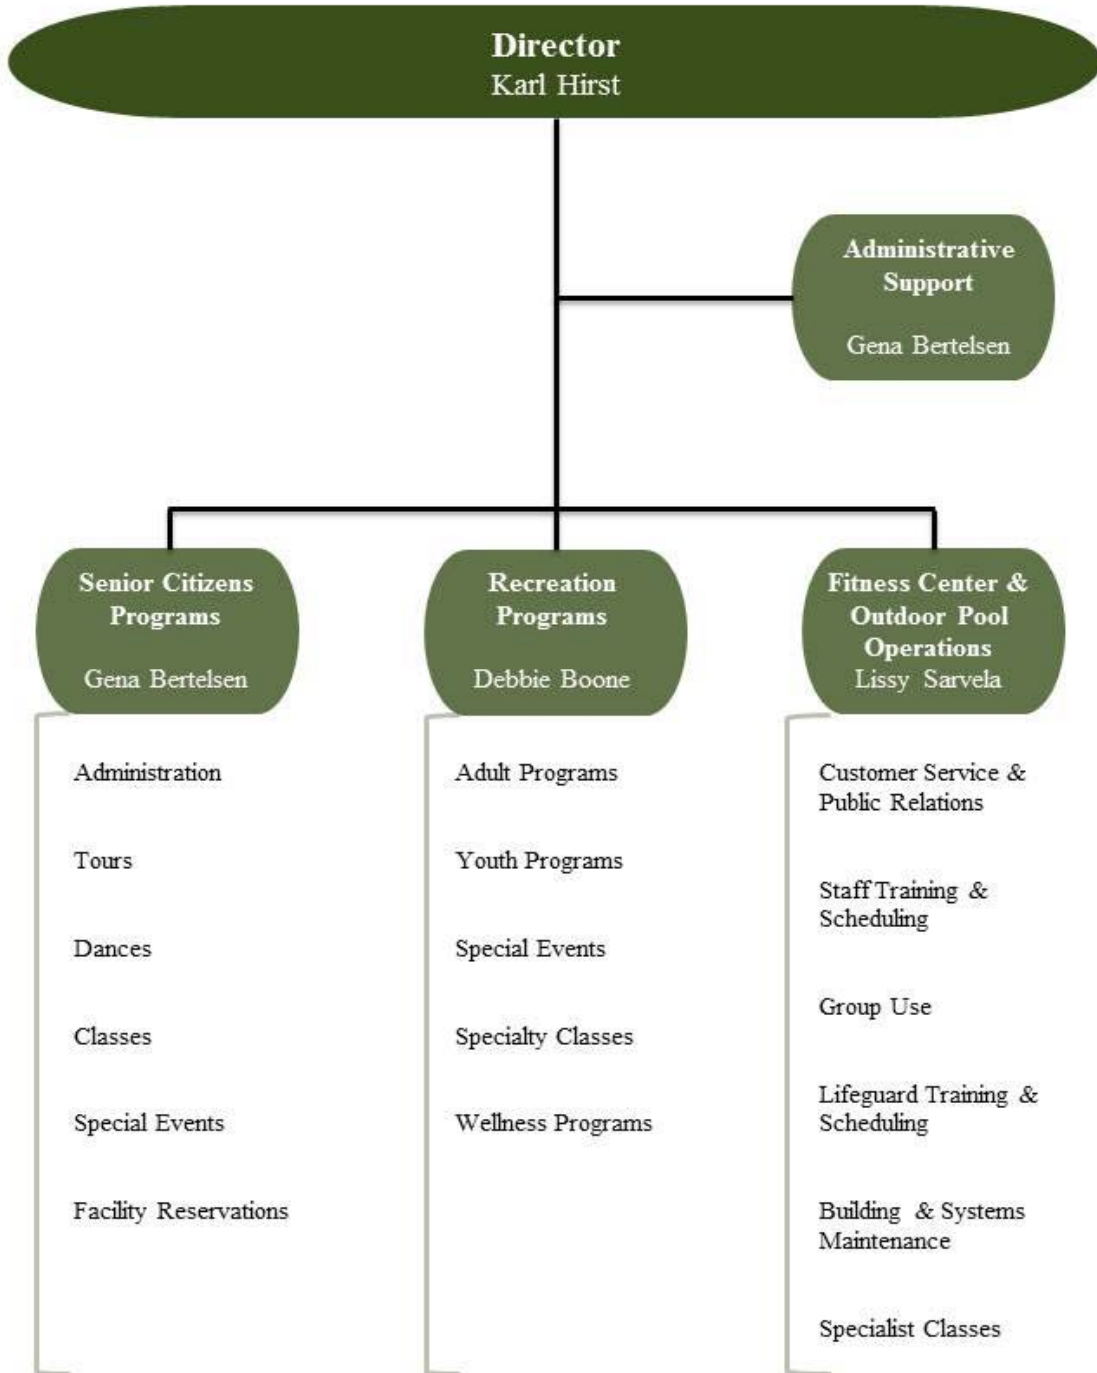 Director
Karl Hirst
Administrative
Support
Gena Bertelsen
Senior Citizens
Programs
Gena Bertelsen
Recreation
Programs
Debbie Boone
Fitness Center &
Outdoor Pool
Operations
Lissy Sarvela
Administration
Tours
Dances
Classes
Special Events
Facility Reservations
Adult Programs
Youth Programs
Special Events
Specialty Classes
Wellness Programs
Customer Service &
Public Relations
Staff Training &
Scheduling
Group Use
Lifeguard Training &
Scheduling
Building & Systems
Maintenance
Specialist Classes